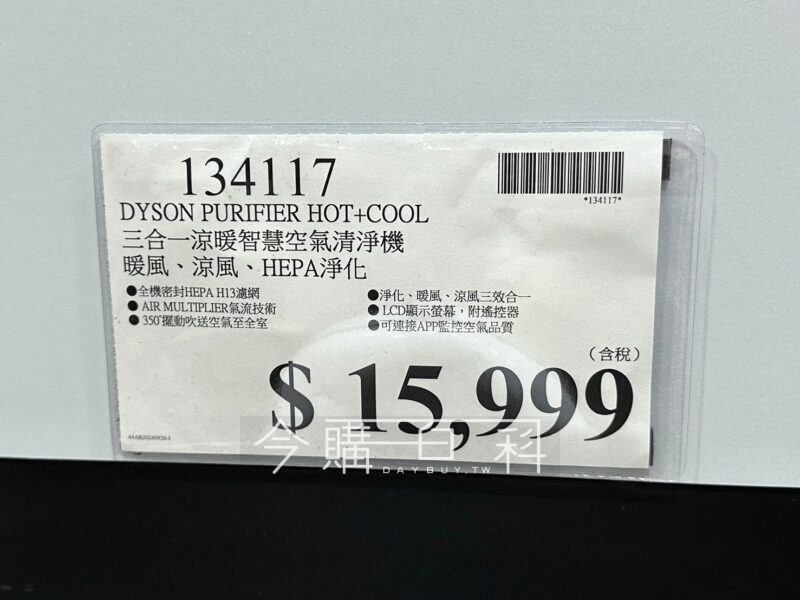 134117
*134117*
DYSON PURIFIER HOT+COOL
三合一涼暖智慧空氣清淨機
暖風、涼風、HEPA淨化
●全機密封HEPA H13濾網
●AIR MULTIPLIER氣流技術
●350°擺動吹送空氣至全室
●淨化、暖風、涼風三效合一
●LCD顯示螢幕，附遙控器
●可連接APP監控空氣品質
（含稅）
$ 15,999
今購百科
DAYBUY.TW